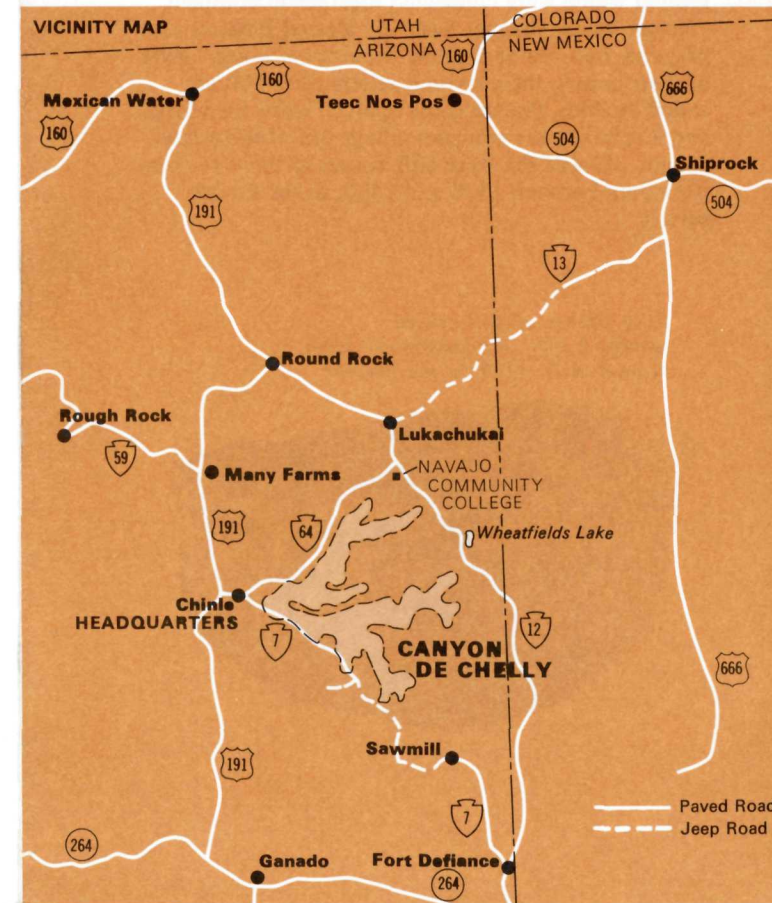 VICINITY MAP
UTAH
COLORADO
ARIZONA
NEW MEXICO
160
160
666
Mexican Water
160
Teec Nos Pos
504
Shiprock
504
191
13
Round Rock
Rough Rock
Lukachukai
59
Many Farms
NAVAJO
COMMUNITY
COLLEGE
191
64
Wheatfields Lake
Chinle
HEADQUARTERS
7
12
CANYON
DE CHELLY
666
Sawmill
191
7
Paved Road
Jeep Road
264
Ganado
Fort Defiance
264